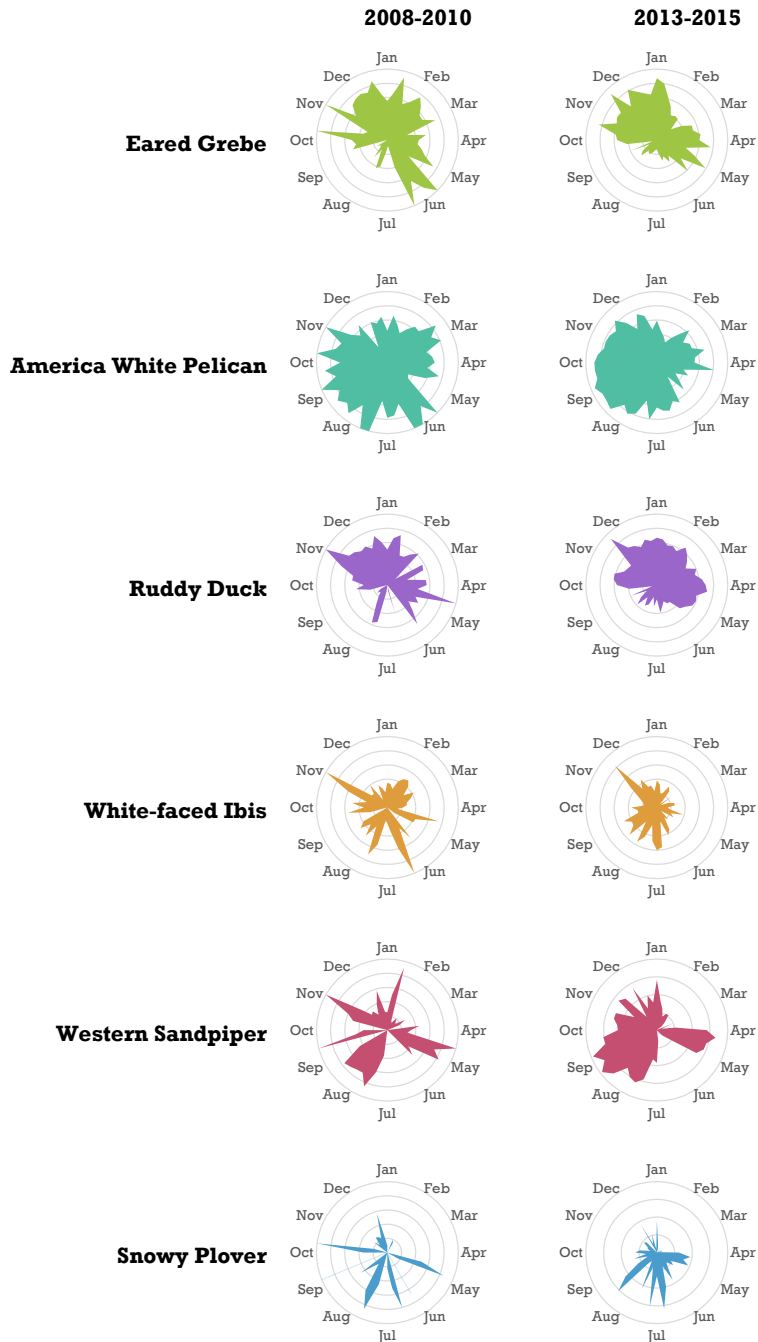 2008-2010 2013-2015
Jan Jan
Dec Feb Dec Feb
Nov Mar Nov Mar
Eared Grebe Oct Apr Oct Apr
Sep May Sep May
Aug Jun Aug Jun
Jul Jul
Jan Jan
Dec Feb Dec Feb
Nov Mar Nov Mar
America White Pelican Oct Apr Oct Apr
Sep May Sep May
Aug Jun Aug Jun
Jul Jul
Jan Jan
Dec Feb Dec Feb
Nov Mar Nov Mar
Ruddy Duck Oct Apr Oct Apr
Sep May Sep May
Aug Jun Aug Jun
Jul Jul
Jan Jan
Dec Feb Dec Feb
Nov Mar Nov Mar
White-faced Ibis Oct Apr Oct Apr
Sep May Sep May
Aug Jun Aug Jun
Jul Jul
Jan Jan
Dec Feb Dec Feb
Nov Mar Nov Mar
Western Sandpiper Oct Apr Oct Apr
Sep May Sep May
Aug Jun Aug Jun
Jul Jul
Jan Jan
Dec Feb Dec Feb
Nov Mar Nov Mar
Snowy Plover Oct Apr Oct Apr
Sep May Sep May
Aug Jun Aug Jun
Jul Jul